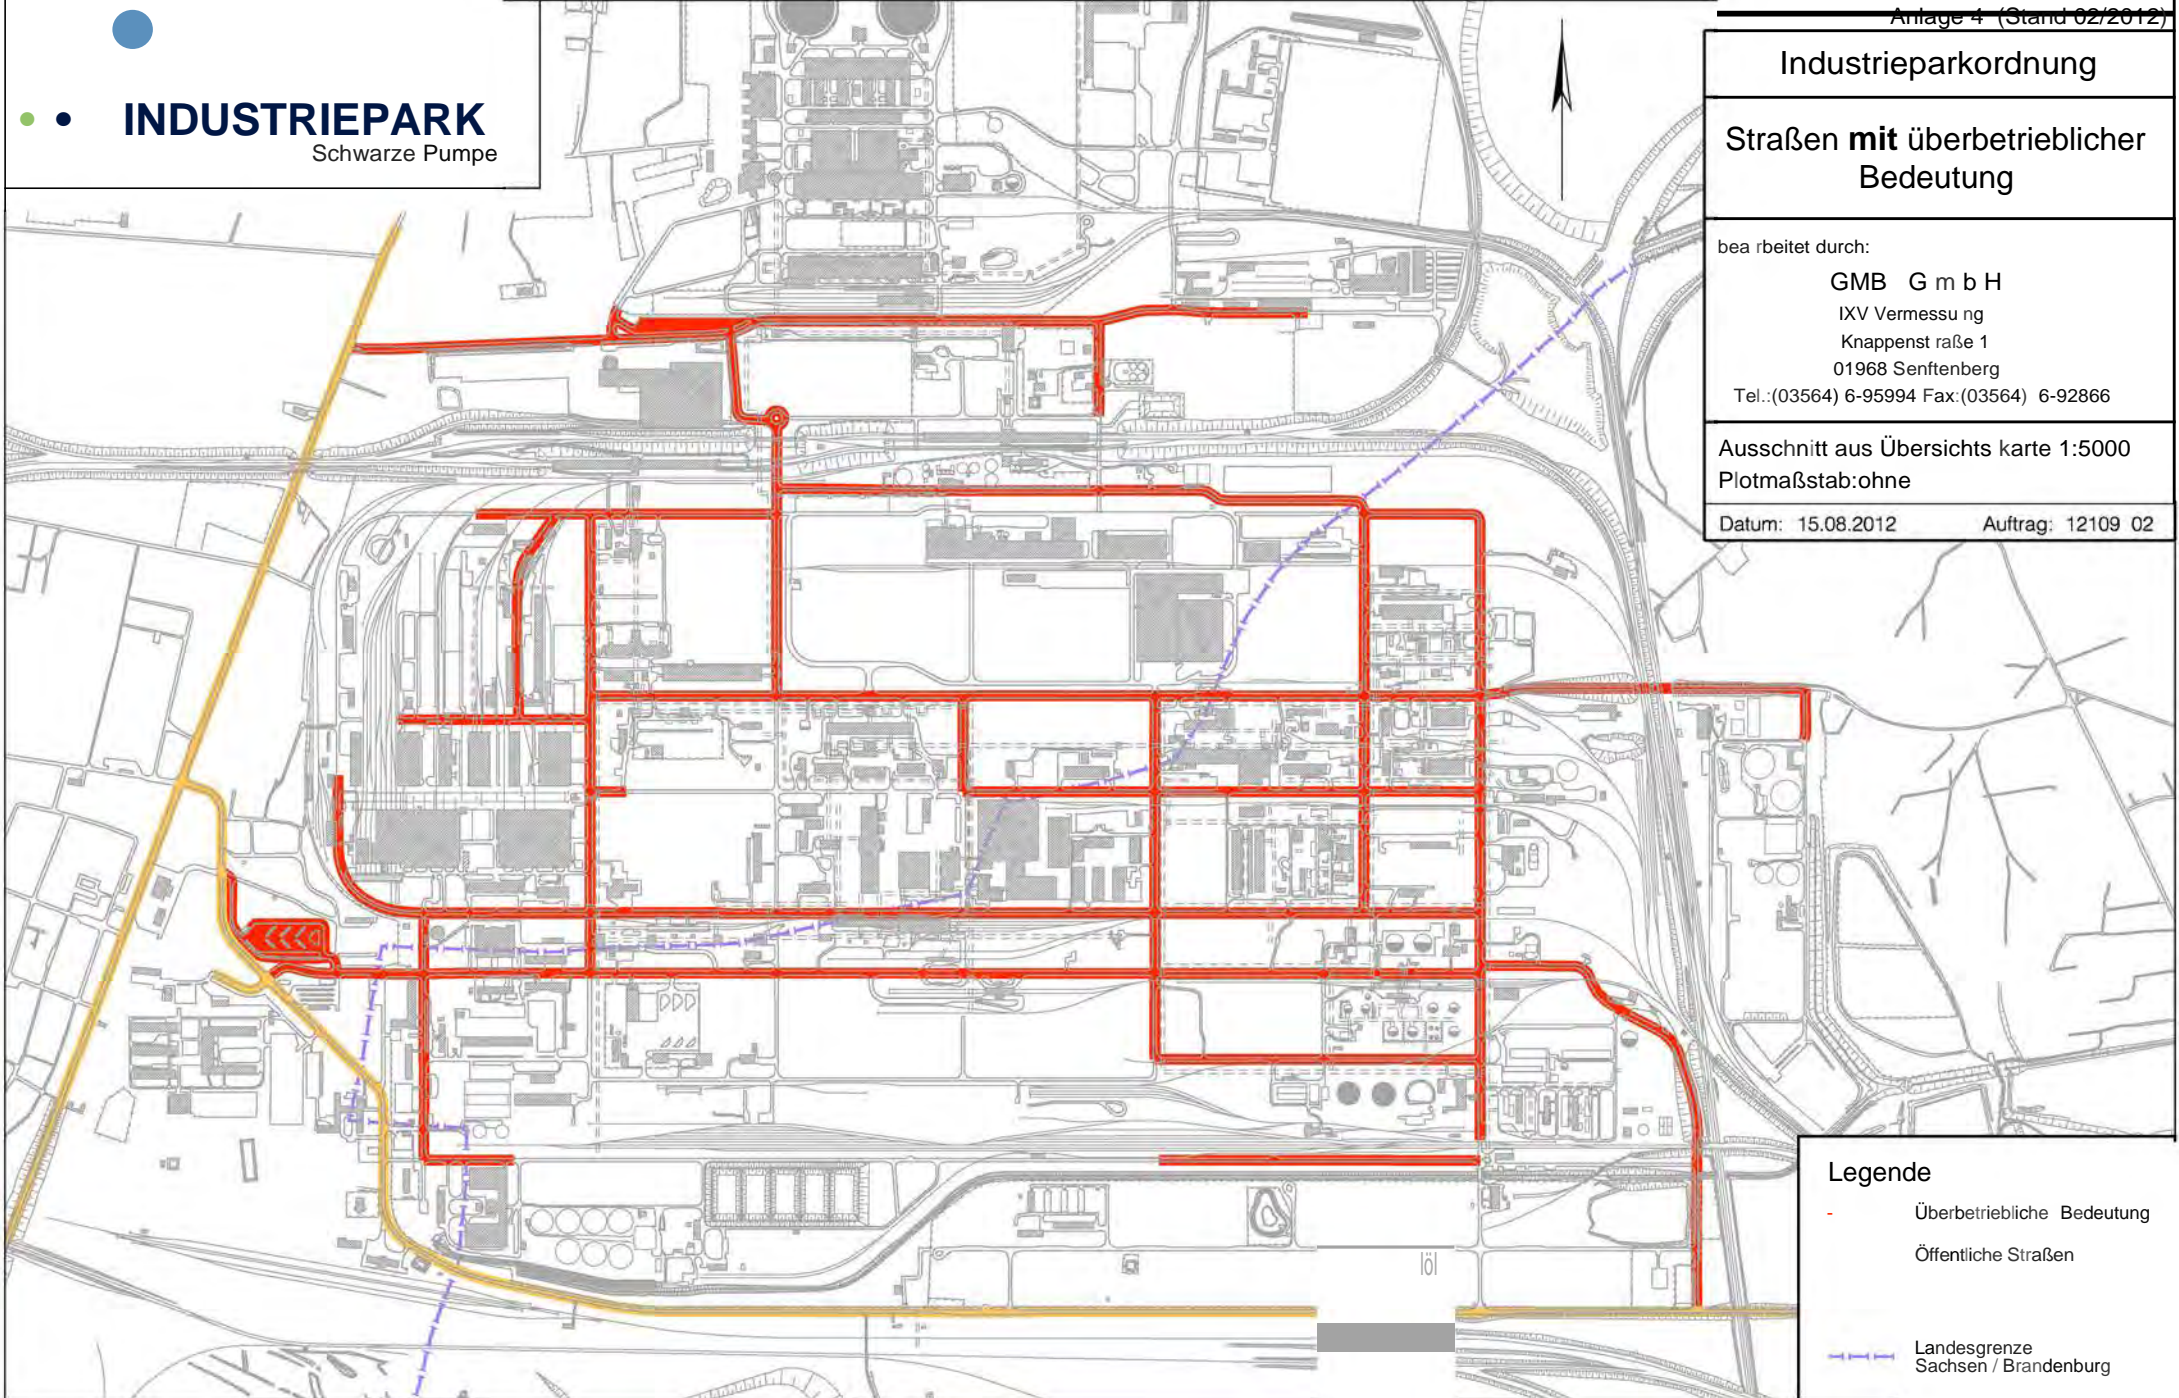 INDUSTRIEPARK
Schwarze Pumpe
Anlage 4 (Stand 02/2012)
Industrieparkordnung
Straßen mit überbetrieblicher
Bedeutung
bea rbeitet durch:
GMB G m b H
IXV Vermessu ng
Knappenst raße 1
01968 Senftenberg
Tel.:(03564) 6-95994 Fax:(03564) 6-92866
Ausschnitt aus Übersichts karte 1:5000
Plotmaßstab:ohne
Datum: 15.08.2012 Auftrag: 12109 02
löl
Legende
Überbetriebliche Bedeutung
Öffentliche Straßen
Landesgrenze
Sachsen / Brandenburg